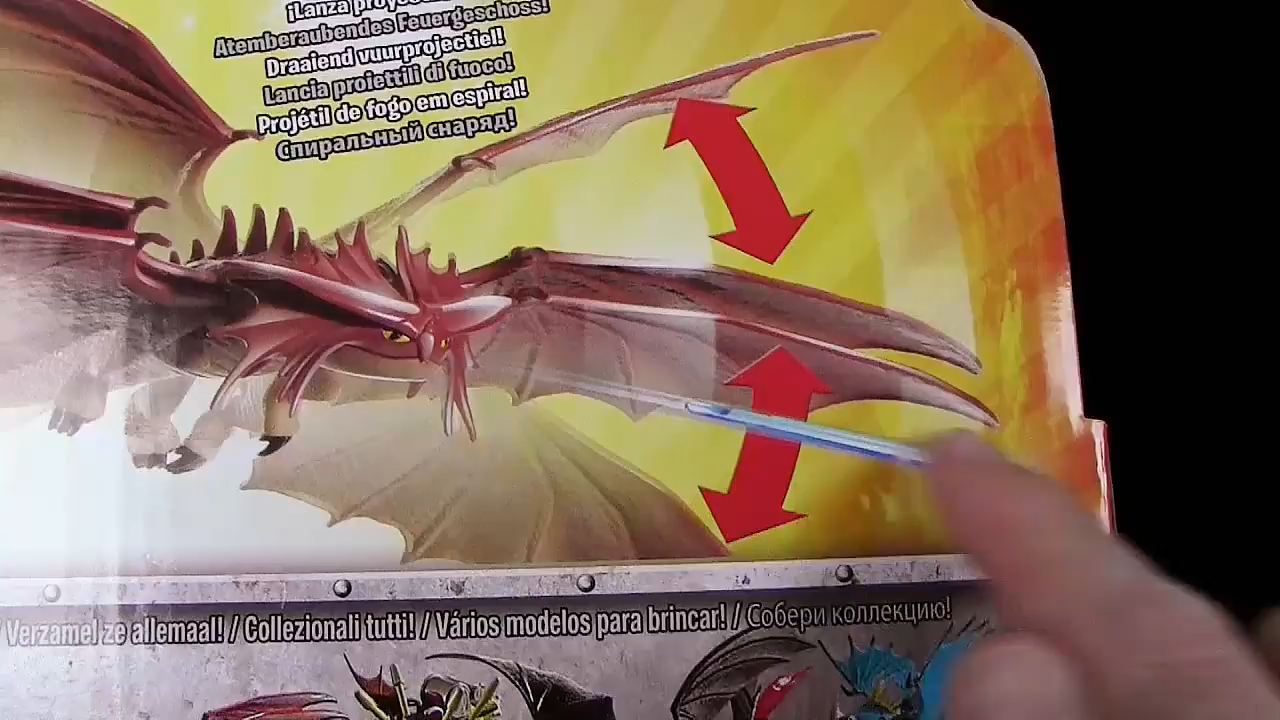 ¡Lanza
Atemberaubendes Feuergeschoss!
Draaiend vuurprojectiel!
Lancia proiettili di fuoco!
Projétil de fogo em espiral!
Спиральный снаряд!
/ Verzamel ze allemaal! / Collezionali tutti! / Vários modelos para brincar! / Собери коллекцию!